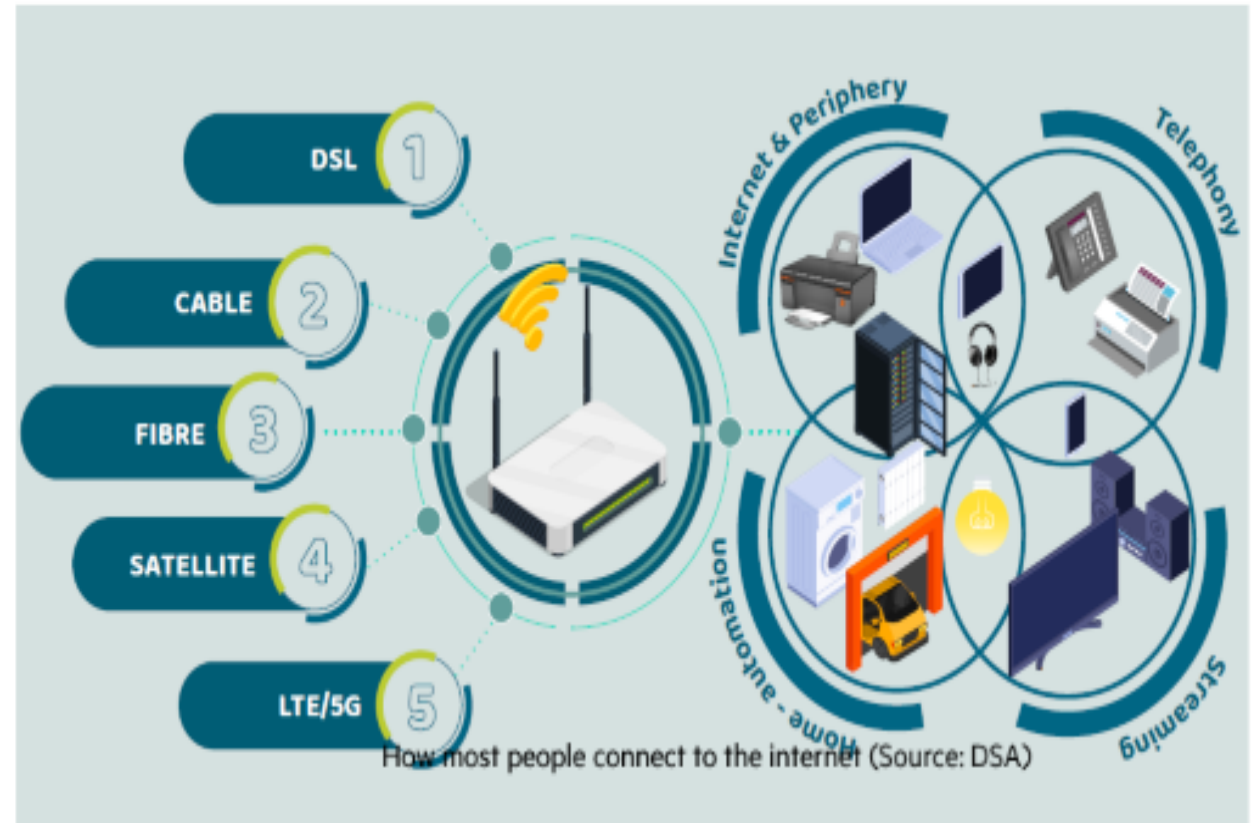 DSL 1
CABLE 2
FIBRE 3
SATELLITE 4
LTE/5G 5
Internet & Periphery
Telephony
Home - automation
Streaming
How most people connect to the internet (Source: DSA)